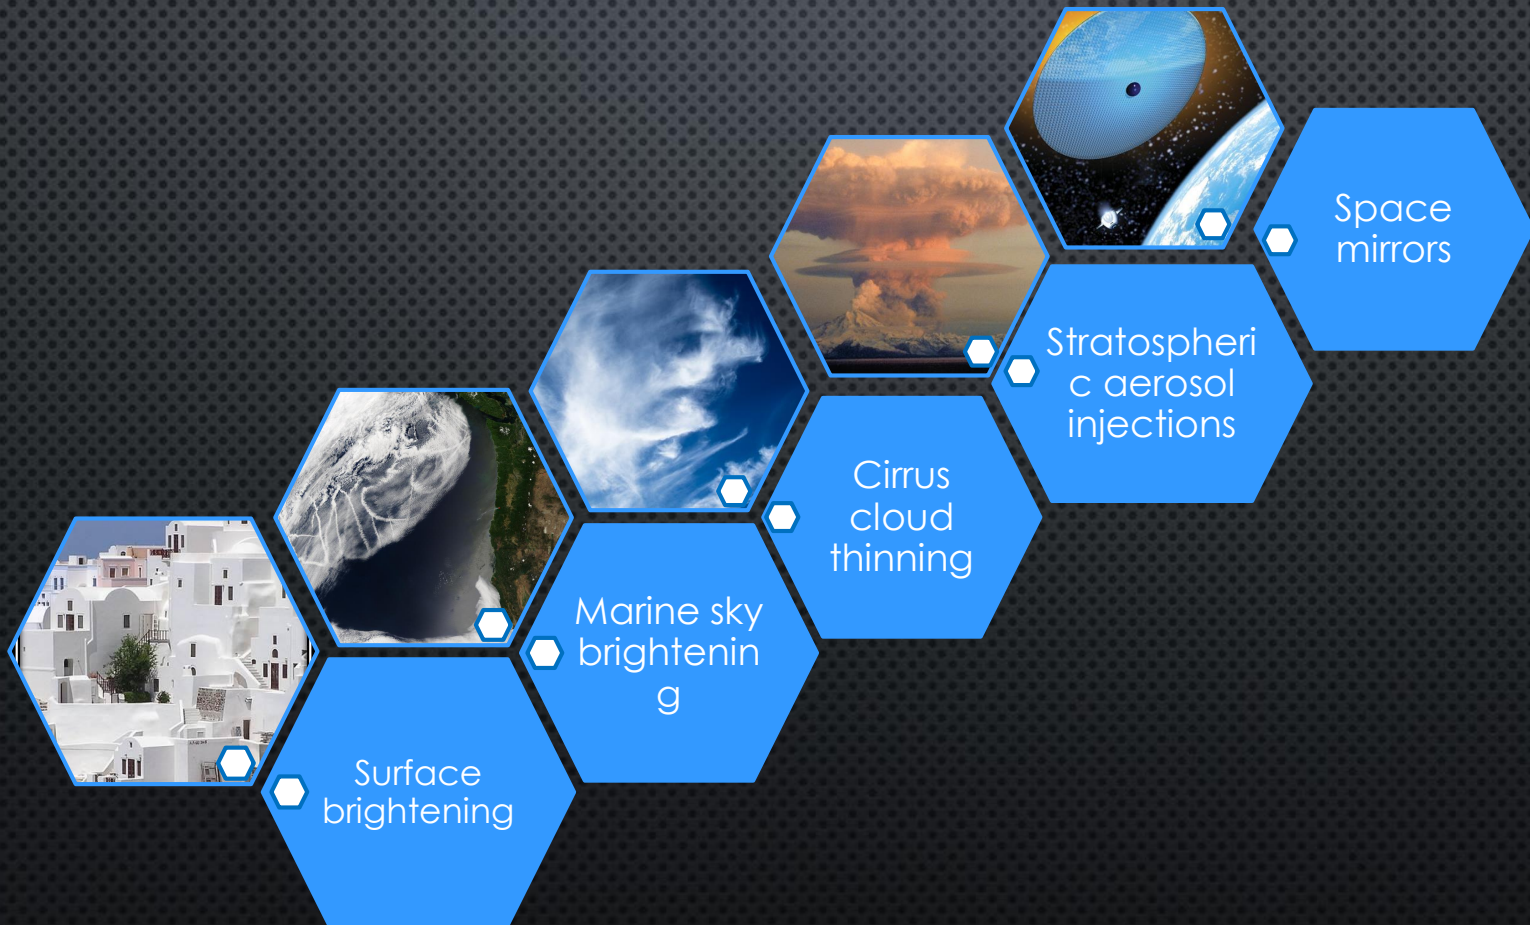 Space
mirrors
Stratospheri
c aerosol
injections
Cirrus
cloud
thinning
Marine sky
brightenin
g
Surface
brightening